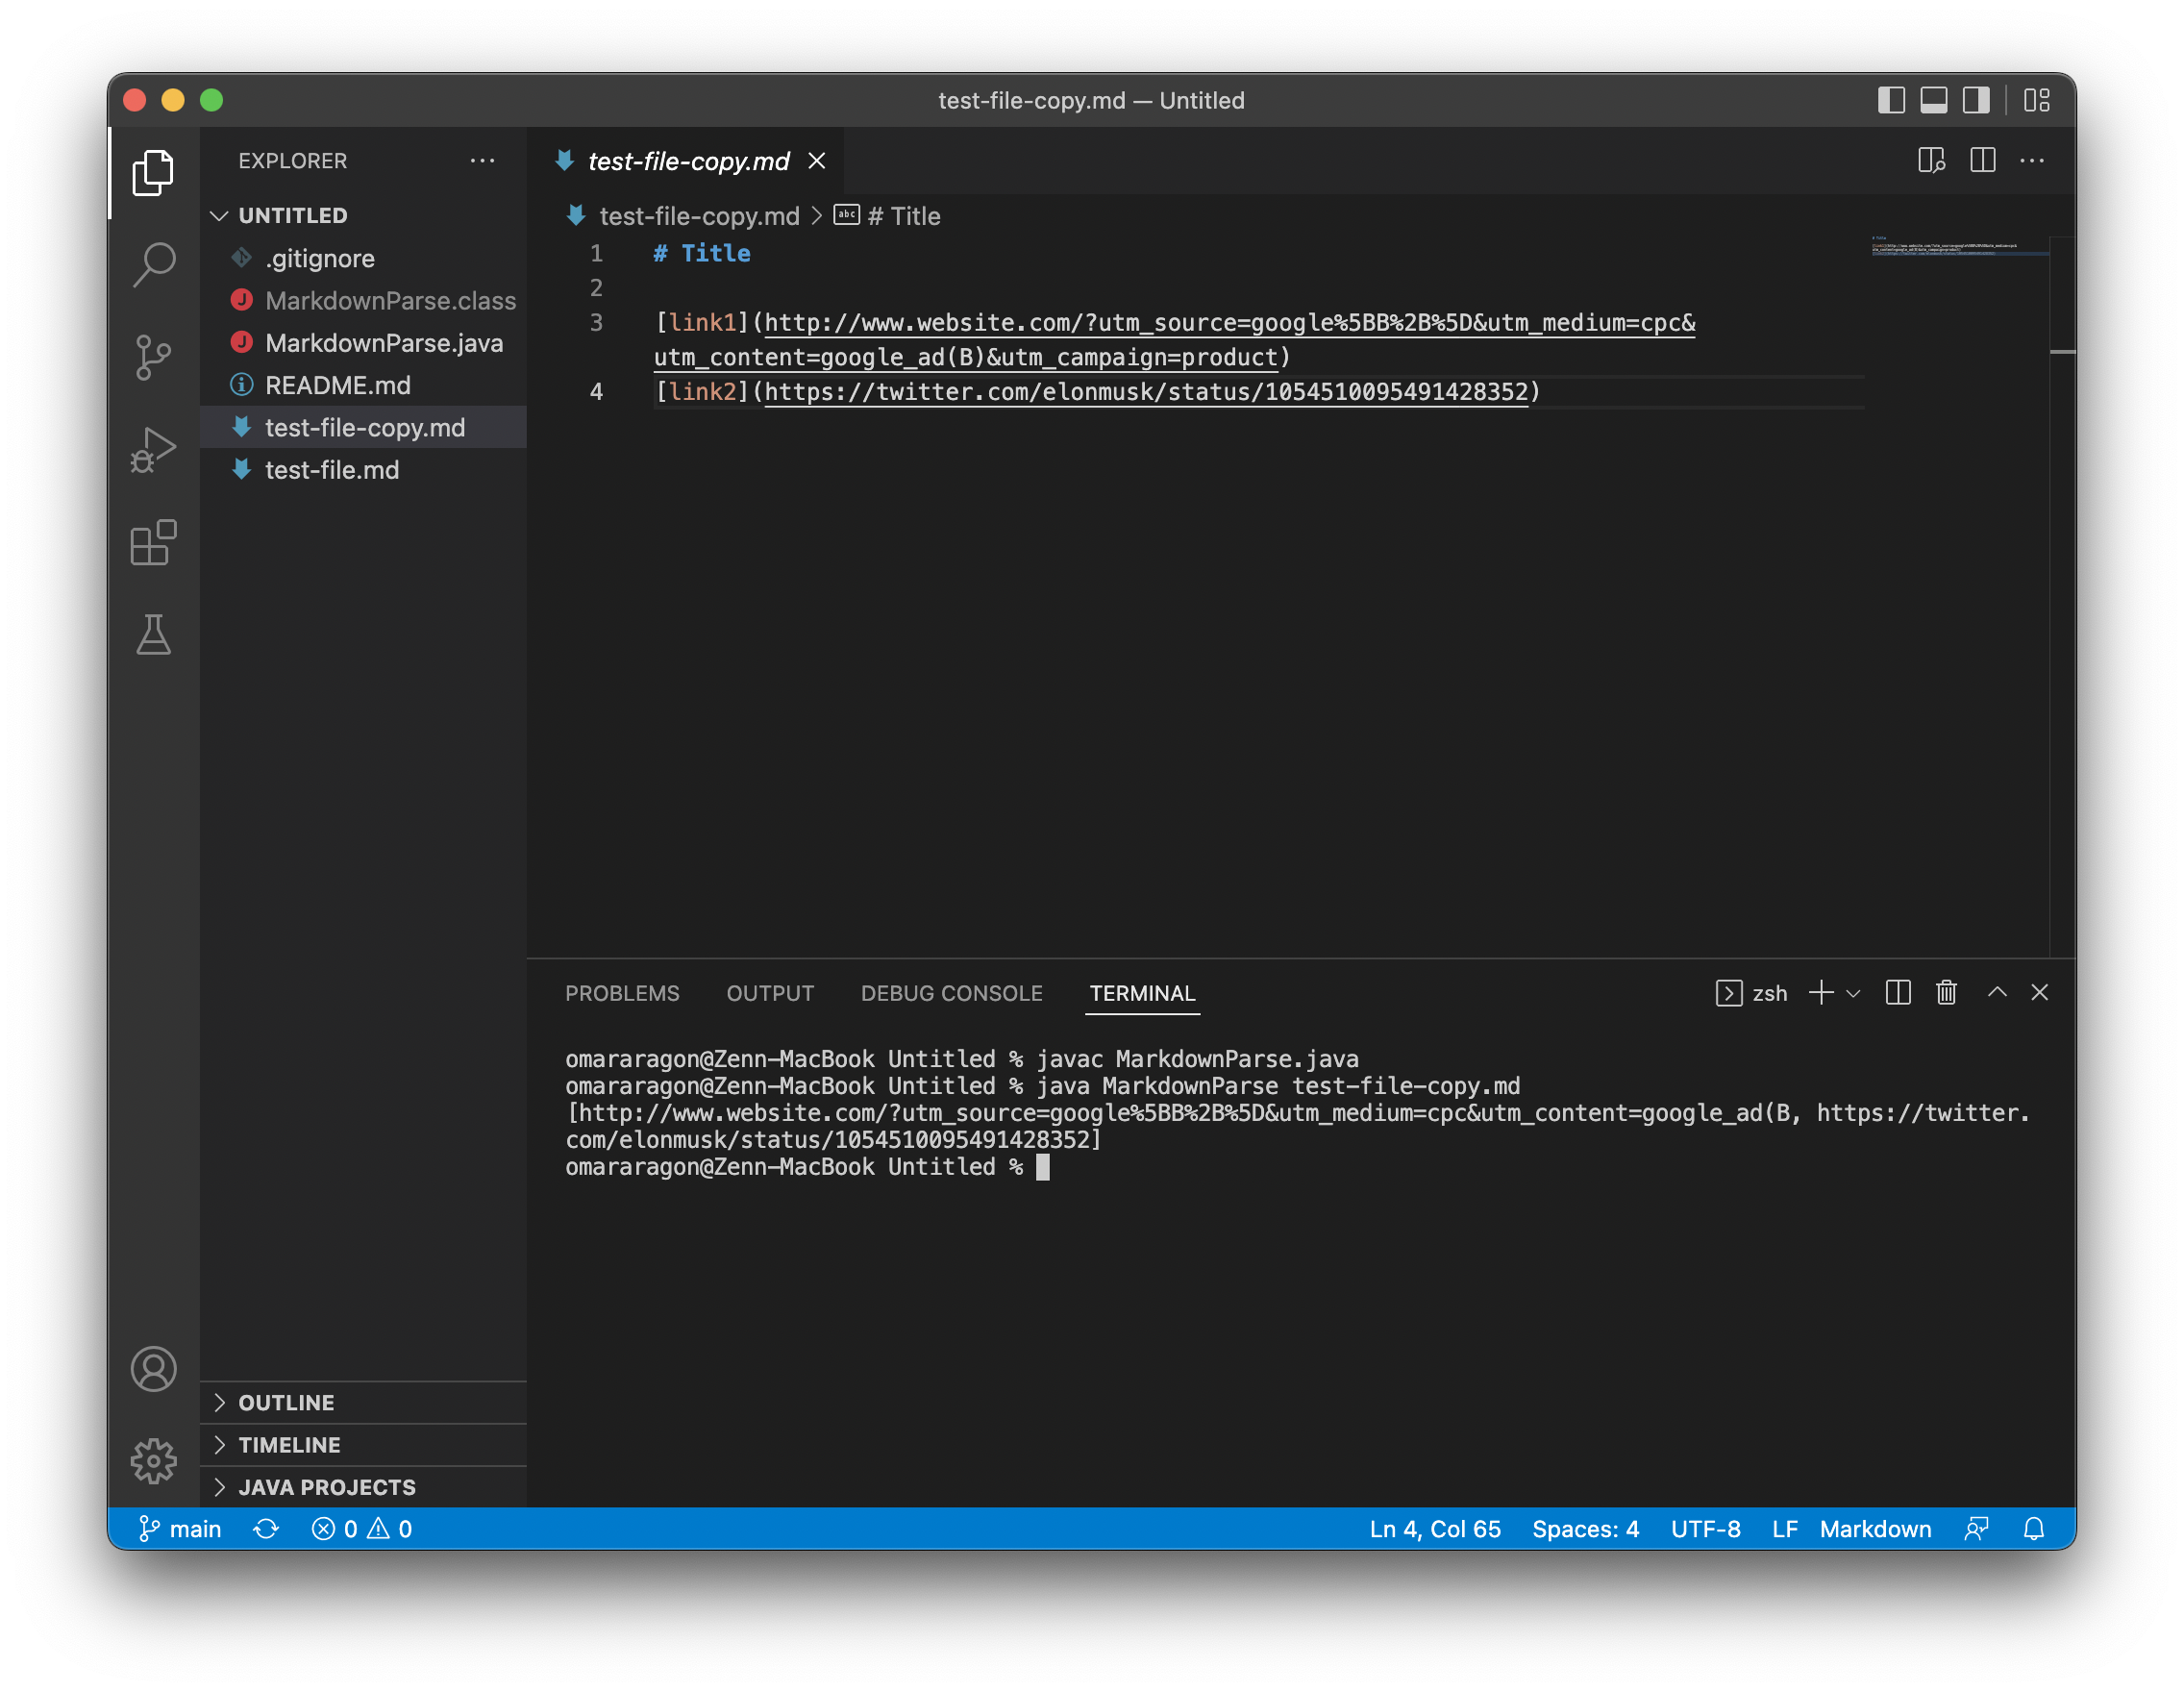 test-file-copy.md — Untitled
EXPLORER
UNTITLED
.gitignore
MarkdownParse.class
MarkdownParse.java
README.md
test-file-copy.md
test-file.md
OUTLINE
TIMELINE
JAVA PROJECTS
test-file-copy.md
test-file-copy.md > # Title
1 # Title
2
3 [link1](http://www.website.com/?utm_source=google%5BB%2B%5D&utm_medium=cpc&
utm_content=google_ad(B)&utm_campaign=product)
4 [link2](https://twitter.com/elonmusk/status/1054510095491428352)
PROBLEMS OUTPUT DEBUG CONSOLE TERMINAL zsh
omararagon@Zenn-MacBook Untitled % javac MarkdownParse.java
omararagon@Zenn-MacBook Untitled % java MarkdownParse test-file-copy.md
[http://www.website.com/?utm_source=google%5BB%2B%5D&utm_medium=cpc&utm_content=google_ad(B, https://twitter.
com/elonmusk/status/1054510095491428352]
omararagon@Zenn-MacBook Untitled %
main 0 0 Ln 4, Col 65 Spaces: 4 UTF-8 LF Markdown